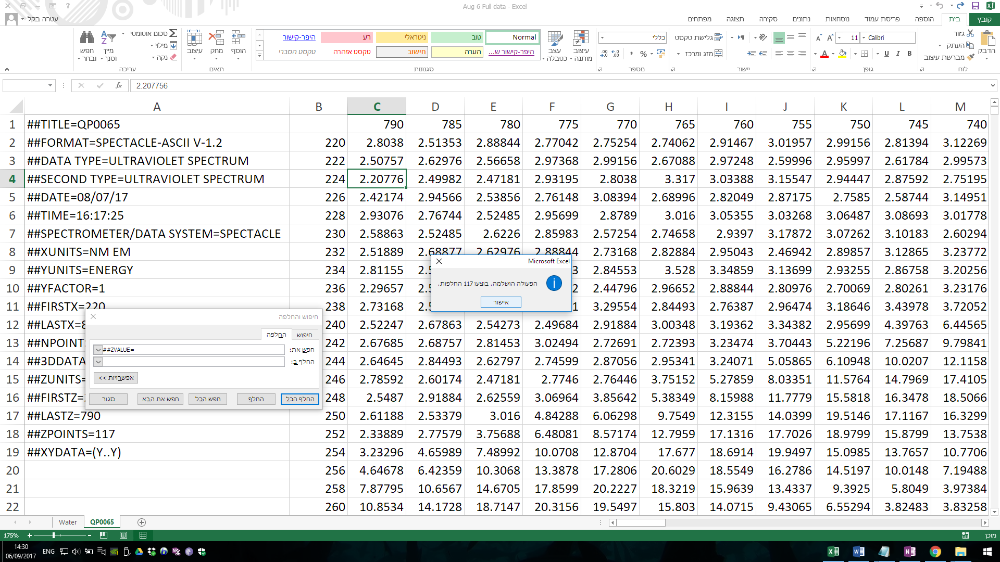 Aug 6 Full data - Excel
עטרה בקל
קובץ
בית
הוספה
פריסת עמוד
נוסחאות
נתונים
סקירה
תצוגה
מפתחים
הדבק
גזור
העתק
מברשת עיצוב
לוח
Calibri
11
B I U
A
גופן
גלישת טקסט
מזג ומרכז
יישור
כללי
%
מספר
עיצוב מותנה
עצב כטבלה
Normal
טוב
ניטראלי
רע
היפר-קישור
היפר-קישור ש...
הערה
חישוב
טקסט אזהרה
טקסט הסברי
סגנונות
הוסף
מחק
עיצוב
תאים
סכום אוטומטי
מילוי
נקה
מיין וסנן
חפש ובחר
עריכה
fx
2.207756
A B C D E F G H I J K L M
1 ##TITLE=QP0065 790 785 780 775 770 765 760 755 750 745 740
2 ##FORMAT=SPECTACLE-ASCII V-1.2 220 2.8038 2.51353 2.88844 2.77042 2.75254 2.74062 2.91467 3.01957 2.99156 2.81394 3.12269
3 ##DATA TYPE=ULTRAVIOLET SPECTRUM 222 2.50757 2.62976 2.56658 2.97368 2.99156 2.67088 2.97248 2.59996 2.95997 2.61784 2.99573
4 ##SECOND TYPE=ULTRAVIOLET SPECTRUM 224 2.20776 2.49982 2.47181 2.93195 2.8038 3.317 3.03388 3.15547 2.94447 2.87592 2.75195
5 ##DATE=08/07/17 226 2.42174 2.94566 2.53856 2.76148 3.08394 2.68996 2.82049 2.87175 2.7585 2.58744 3.14951
6 ##TIME=16:17:25 228 2.93076 2.76744 2.52485 2.95699 2.8789 3.016 3.05355 3.03268 3.06487 3.08693 3.01778
7 ##SPECTROMETER/DATA SYSTEM=SPECTACLE 230 2.58863 2.52485 2.6226 2.85983 2.57254 2.74658 2.9397 3.17872 3.07262 3.10183 2.60294
8 ##XUNITS=NM EM 232 2.51889 2.68877 2.62976 2.88844 2.73168 2.82884 2.95043 2.46942 2.89857 3.12865 3.23772
9 ##YUNITS=ENERGY 234 2.81155 2.84553 3.528 3.34859 3.13699 2.93255 2.86758 3.20256
10 ##YFACTOR=1 236 2.29657 2.44796 2.96652 2.88844 2.80976 2.70069 2.80261 3.23176
11 ##FIRSTX=220 238 2.73168 3.29554 2.84493 2.76387 2.96474 3.18646 3.43978 3.72052
12 ##LASTX=8 240 2.52247 2.67863 2.54273 2.49684 2.91884 3.00348 3.19362 3.34382 2.95699 4.39763 6.44565
13 ##NPOINT 242 2.67685 2.68757 2.81453 3.02494 2.72691 2.72393 3.23474 3.70443 5.22196 7.25687 9.79841
14 ##3DDATA 244 2.64645 2.84493 2.62797 2.74599 2.87056 2.95341 3.24071 5.05865 6.10948 10.0207 12.1158
15 ##ZUNITS= 246 2.78592 2.60174 2.47181 2.7746 2.76446 3.75152 5.27859 8.03351 11.5764 14.7969 17.4105
16 ##FIRSTZ= 248 2.5487 2.91884 2.62559 3.06964 3.85642 5.38349 8.15988 11.7779 15.5818 16.3478 18.5066
17 ##LASTZ=790 250 2.61188 2.53379 3.016 4.84288 6.06298 9.7549 12.3155 14.0399 19.5146 17.1167 16.3299
18 ##ZPOINTS=117 252 2.33889 2.77579 3.75688 6.48081 8.57174 12.7959 17.1316 17.7026 18.9799 15.8799 13.7538
19 ##XYDATA=(Y..Y) 254 3.23296 4.65989 7.48992 10.0708 12.8704 17.677 18.6914 19.9497 15.0985 13.7657 10.7706
20 256 4.64678 6.42359 10.3068 13.3878 17.2806 20.6029 18.5549 16.2786 14.5197 10.0148 7.19488
21 258 7.87795 10.6567 14.6705 17.8599 20.2227 18.3219 15.9639 13.4337 9.3925 5.8049 3.97384
22 260 10.8534 14.1728 18.7147 20.3156 19.5497 15.803 14.0715 9.43065 6.55294 3.82483 3.83258
Microsoft Excel
הפעולה הושלמה. בוצעו 117 החלפות.
אישור
חיפוש והחלפה
חיפוש
החלפה
חפש את:
##ZVALUE=
החלף ב:
אפשרויות >>
החלף הכל
החלף
חפש הכל
חפש את הבא
סגור
Water
QP0065
175%
מוכן
14:30
06/09/2017
ENG